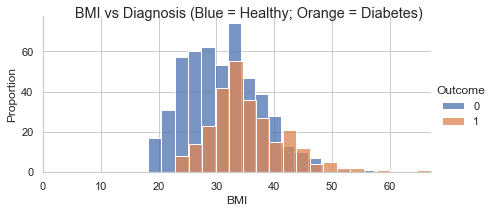 BMI vs Diagnosis (Blue = Healthy; Orange = Diabetes)
Proportion
60
40
20
0
0 10 20 30 40 50 60
BMI
Outcome
0
1